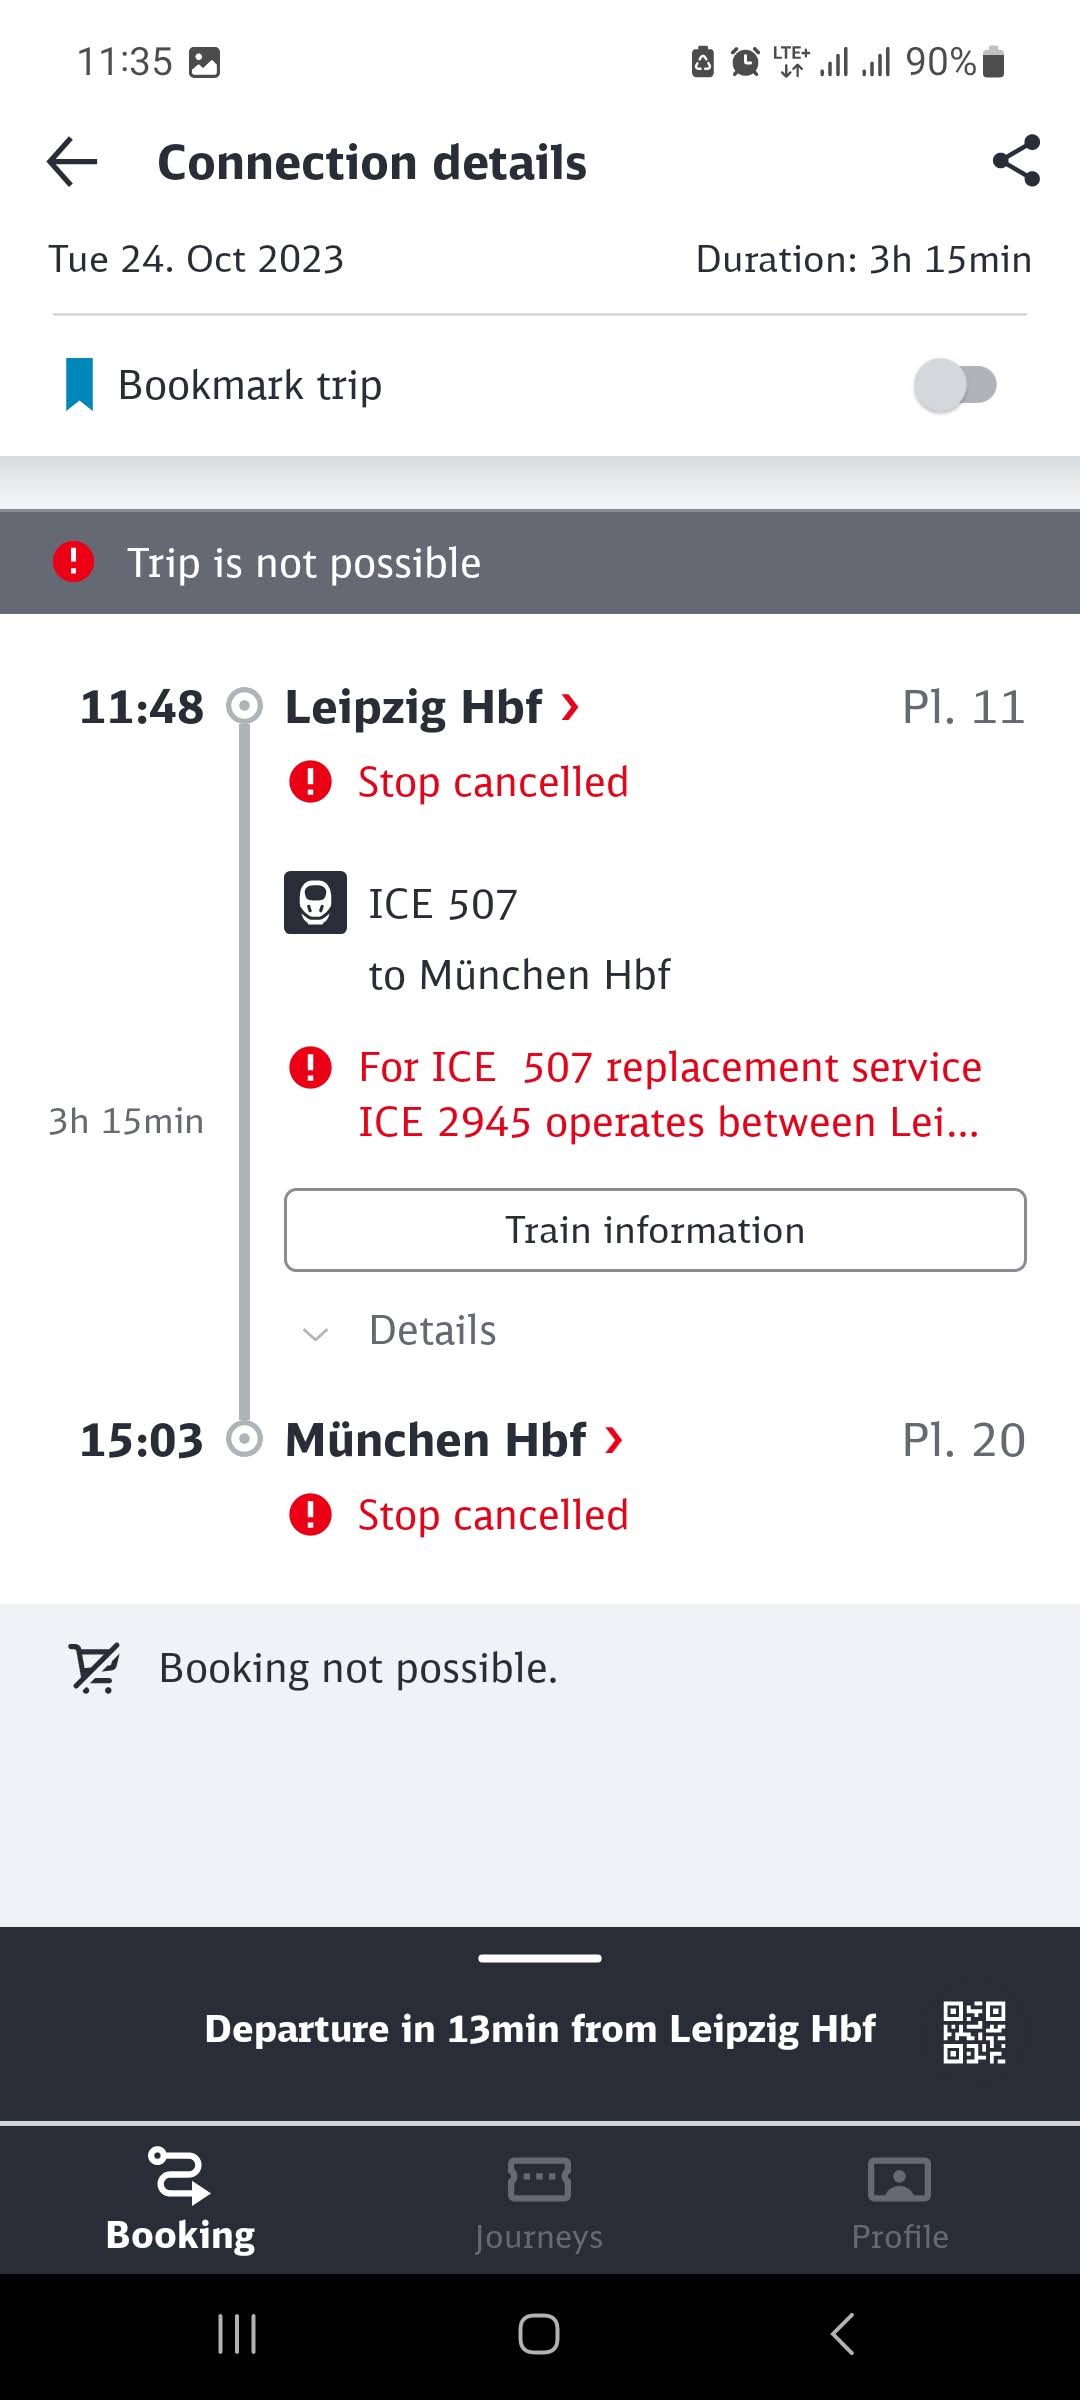 11:35 LTE+ 90%
Connection details
Tue 24. Oct 2023 Duration: 3h 15min
Bookmark trip
Trip is not possible
11:48 Leipzig Hbf Pl. 11
Stop cancelled
ICE 507
to München Hbf
For ICE  507 replacement service
ICE 2945 operates between Lei...
3h 15min
Train information
Details
15:03 München Hbf Pl. 20
Stop cancelled
Booking not possible.
Departure in 13min from Leipzig Hbf
Booking Journeys Profile